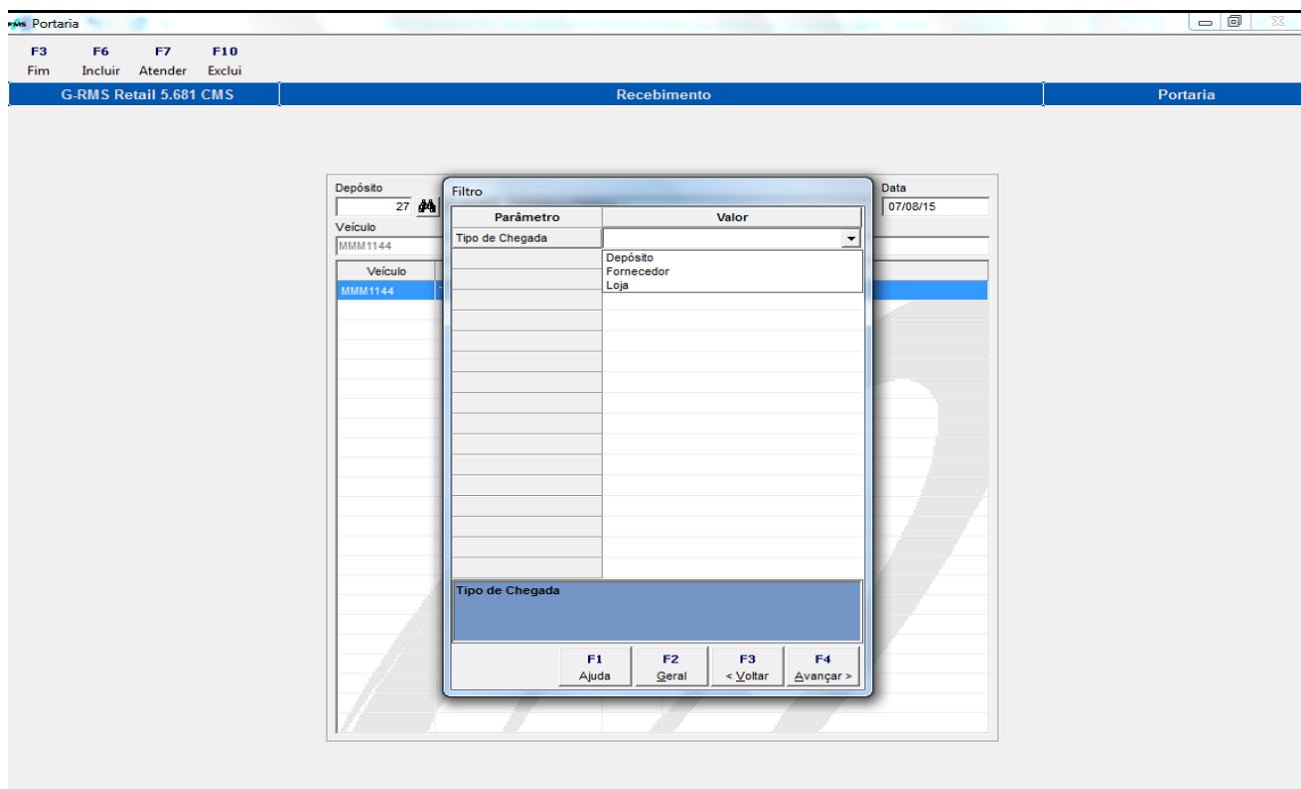 RMS Portaria
F3 F6 F7 F10
Fim Incluir Atender Exclui
G-RMS Retail 5.681 CMS Recebimento Portaria
Depósito Data
27 07/08/15
Veículo
MMM1144
Veículo
MMM1144
Filtro
Parâmetro Valor
Tipo de Chegada
Depósito
Fornecedor
Loja
Tipo de Chegada
F1 F2 F3 F4
Ajuda Geral < Voltar Avançar >